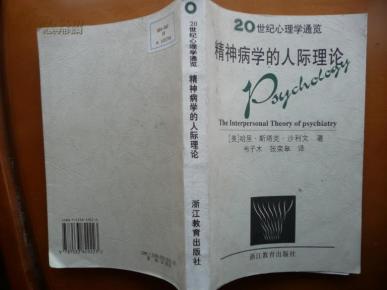 20世纪心理学通览
精神病学的人际理论
Psychology
The Interpersonal Theory of psychiatry
[美]哈里·斯塔克·沙利文 著
韦子木 张荣皋 译
浙江教育出版社
20世纪心理学通览
精神病学的人际理论
浙江教育出版社